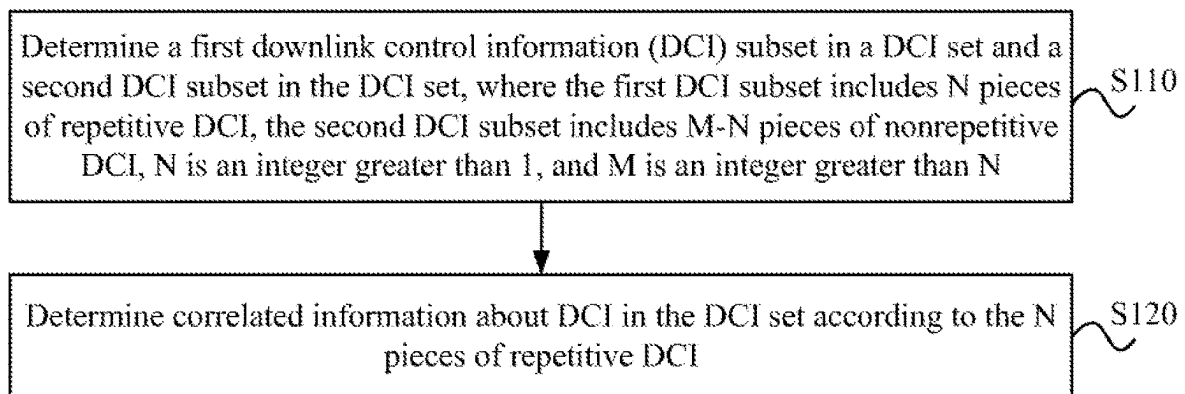 Determine a first downlink control information (DCI) subset in a DCI set and a
second DCI subset in the DCI set, where the first DCI subset includes N pieces
of repetitive DCI, the second DCI subset includes M-N pieces of nonrepetitive
DCI, N is an integer greater than 1, and M is an integer greater than N
S110
Determine correlated information about DCI in the DCI set according to the N
pieces of repetitive DCI
S120